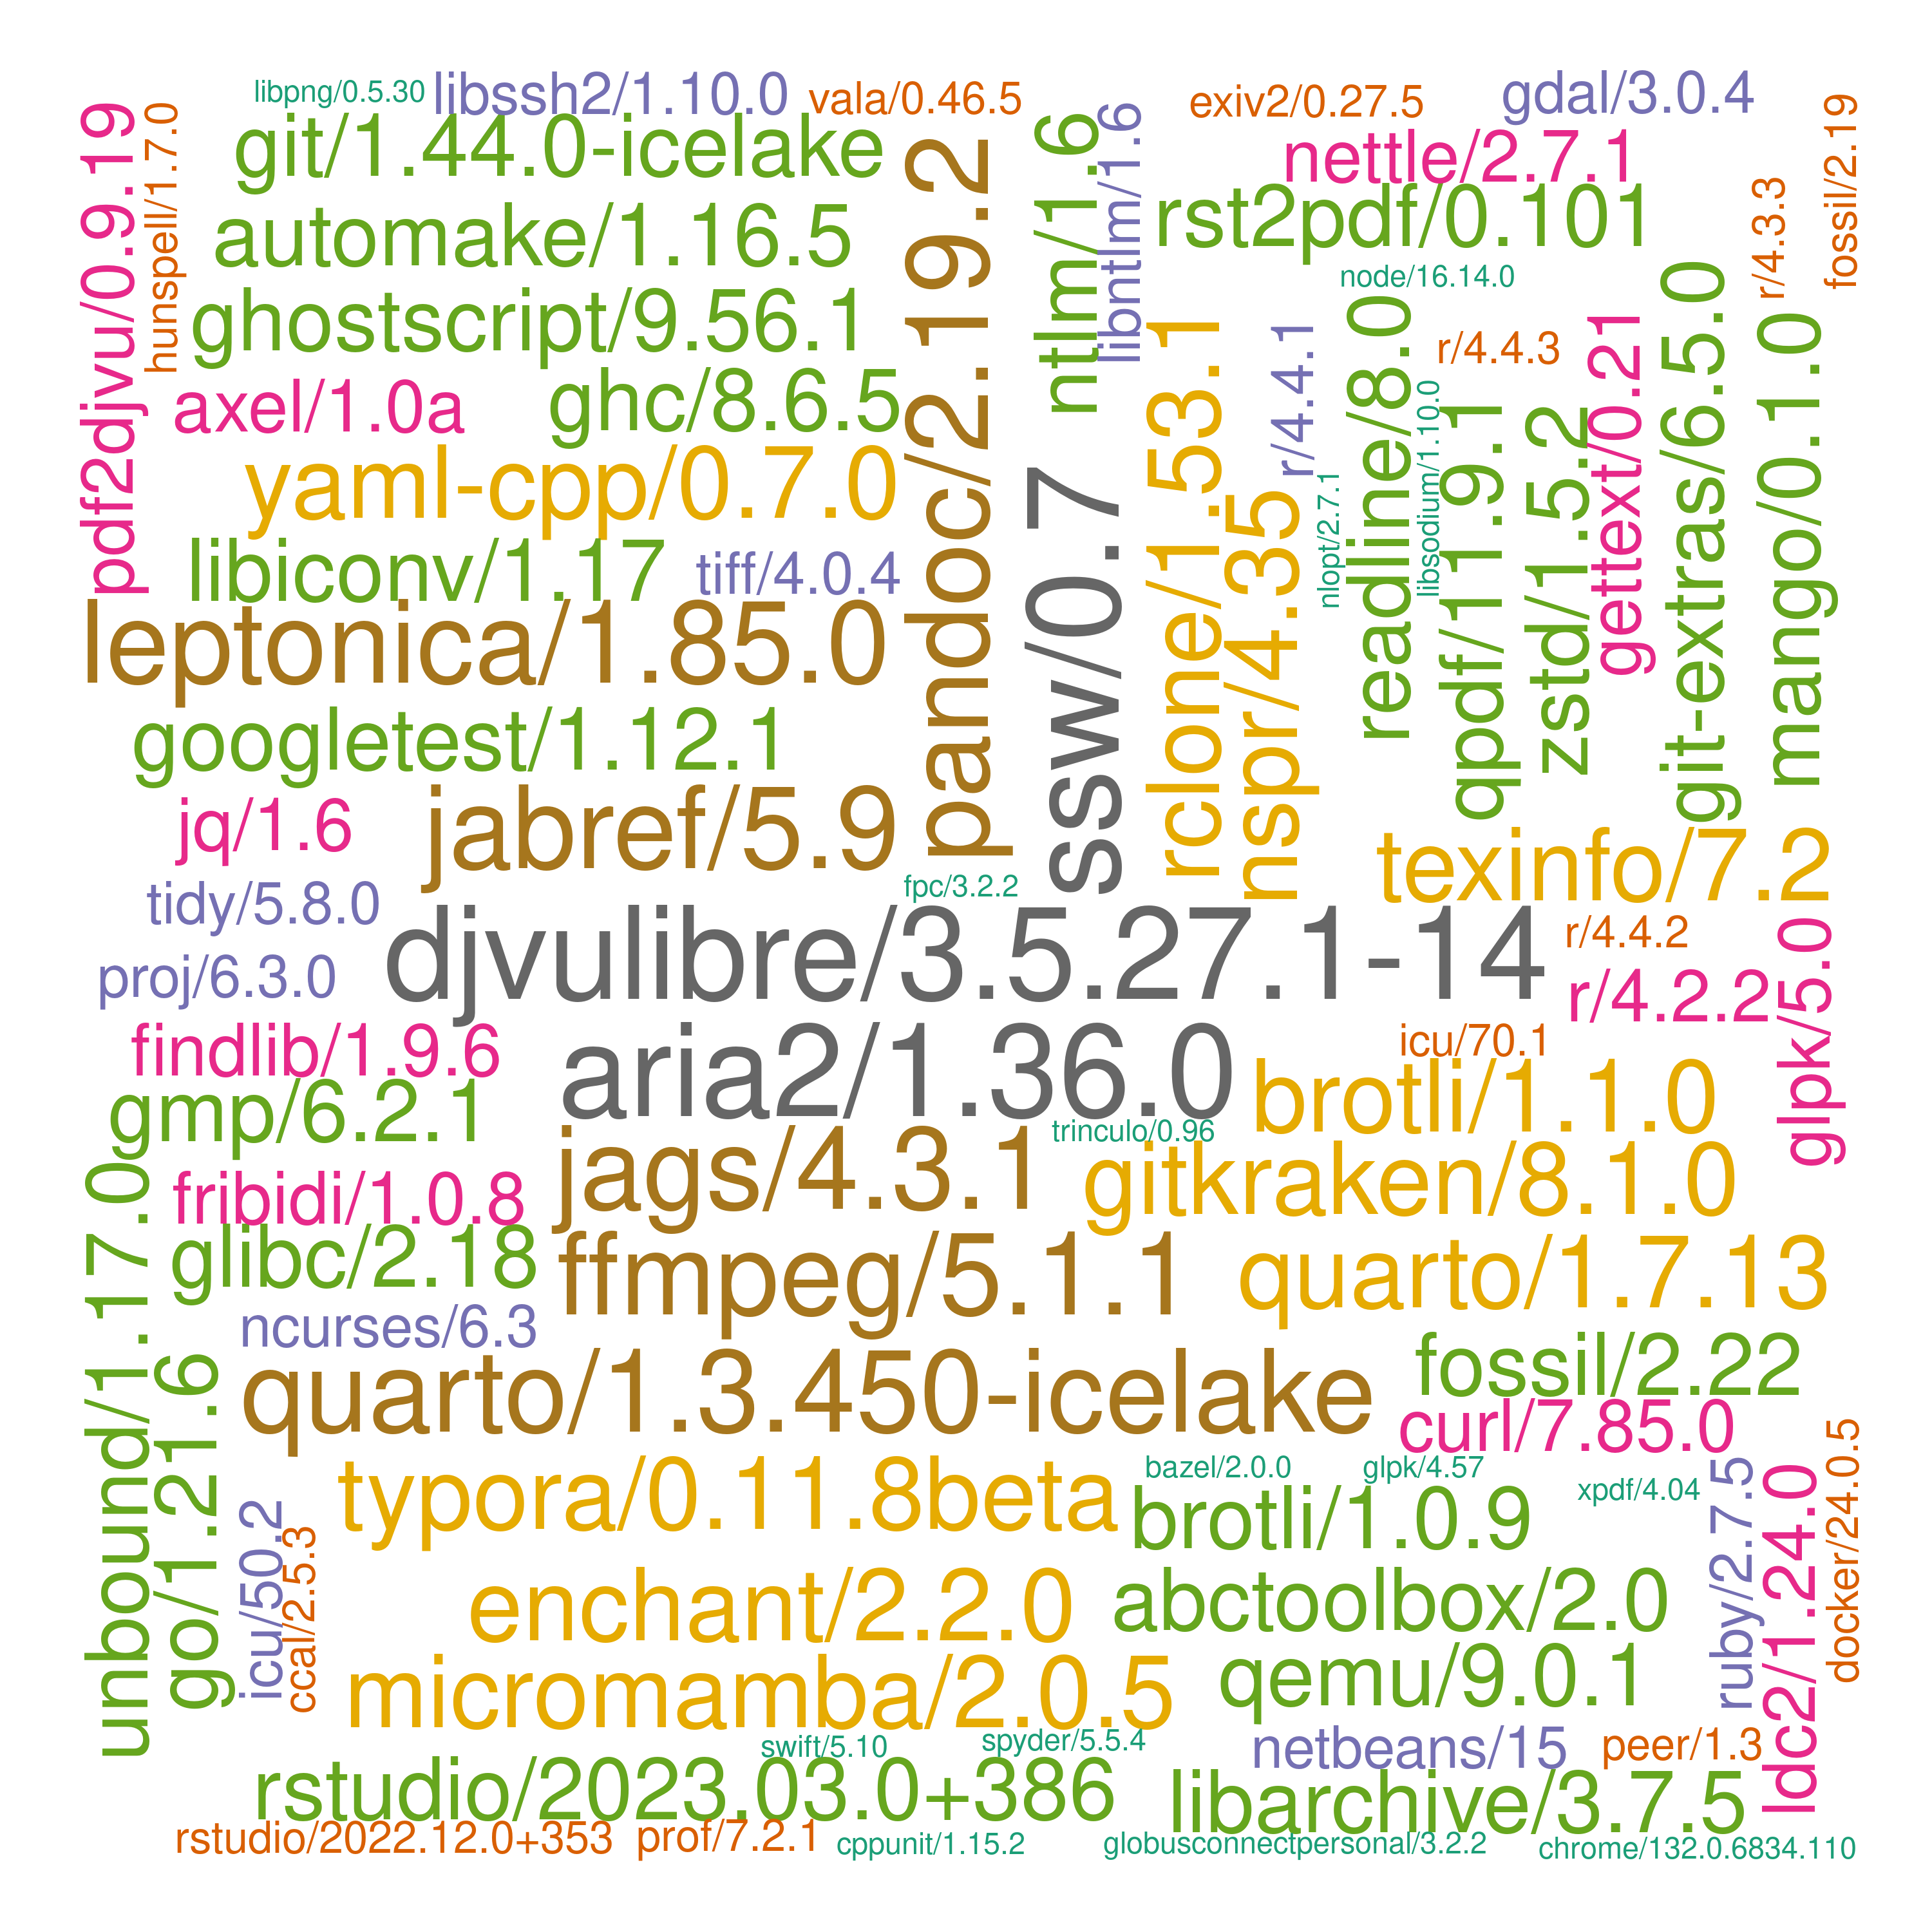 libpng/0.5.30
libssh2/1.10.0
vala/0.46.5
exiv2/0.27.5
gdal/3.0.4
pdf2djvu/0.9.19
hunspell/1.7.0
git/1.44.0-icelake
pandoc/2.19.2
ntlm/1.6
libntlm/1.6
nettle/2.7.1
fossil/2.19
automake/1.16.5
rst2pdf/0.101
r/4.3.3
node/16.14.0
ghostscript/9.56.1
rclone/1.53.1
r/4.4.1
readline/8.0
r/4.4.3
gettext/0.21
git-extras/6.5.0
mango/0.1.0
axel/1.0a
ghc/8.6.5
libsodium/1.10.0
qpdf/11.9.1
zstd/1.5.2
yaml-cpp/0.7.0
ssw/0.7
nspr/4.35
nlopt/2.7.1
libiconv/1.17
tiff/4.0.4
leptonica/1.85.0
googletest/1.12.1
jq/1.6
jabref/5.9
texinfo/7.2
fpc/3.2.2
tidy/5.8.0
djvulibre/3.5.27.1-14
r/4.4.2
glpk/5.0
proj/6.3.0
r/4.2.2
findlib/1.9.6
aria2/1.36.0
icu/70.1
gmp/6.2.1
brotli/1.1.0
trinculo/0.96
jags/4.3.1
gitkraken/8.1.0
unbound/1.17.0
fribidi/1.0.8
glibc/2.18
ffmpeg/5.1.1
quarto/1.7.13
ncurses/6.3
go/1.21.6
quarto/1.3.450-icelake
fossil/2.22
curl/7.85.0
docker/24.0.5
typora/0.11.8beta
bazel/2.0.0
glpk/4.57
xpdf/4.04
ruby/2.7.5
ldc2/1.24.0
brotli/1.0.9
icu/50.2
ccal/2.5.3
enchant/2.2.0
abctoolbox/2.0
micromamba/2.0.5
qemu/9.0.1
swift/5.10
spyder/5.5.4
netbeans/15
peer/1.3
rstudio/2023.03.0+386
libarchive/3.7.5
rstudio/2022.12.0+353
prof/7.2.1
cppunit/1.15.2
globusconnectpersonal/3.2.2
chrome/132.0.6834.110